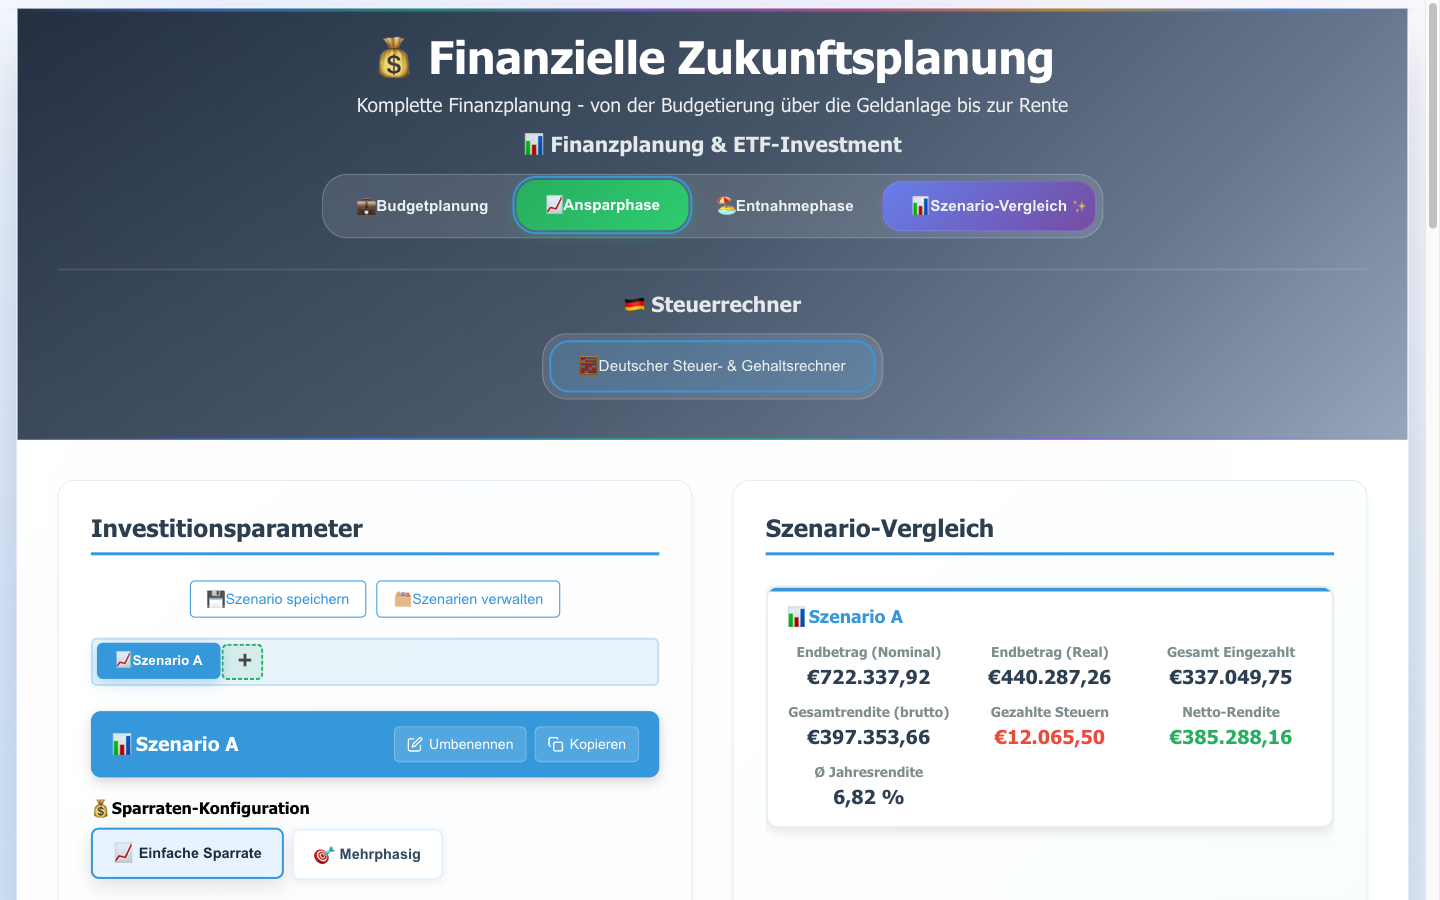 Finanzielle Zukunftsplanung
Komplette Finanzplanung - von der Budgetierung über die Geldanlage bis zur Rente
Finanzplanung & ETF-Investment
Budgetplanung
Ansparphase
Entnahmephase
Szenario-Vergleich
Steuerrechner
Deutscher Steuer- & Gehaltsrechner
Investitionsparameter
Szenario speichern
Szenarien verwalten
Szenario A
+
Szenario A
Umbenennen
Kopieren
Sparraten-Konfiguration
Einfache Sparrate
Mehrphasig
Szenario-Vergleich
Szenario A
Endbetrag (Nominal)
€722.337,92
Endbetrag (Real)
€440.287,26
Gesamt Eingezahlt
€337.049,75
Gesamtrendite (brutto)
€397.353,66
Gezahlte Steuern
€12.065,50
Netto-Rendite
€385.288,16
Ø Jahresrendite
6,82 %